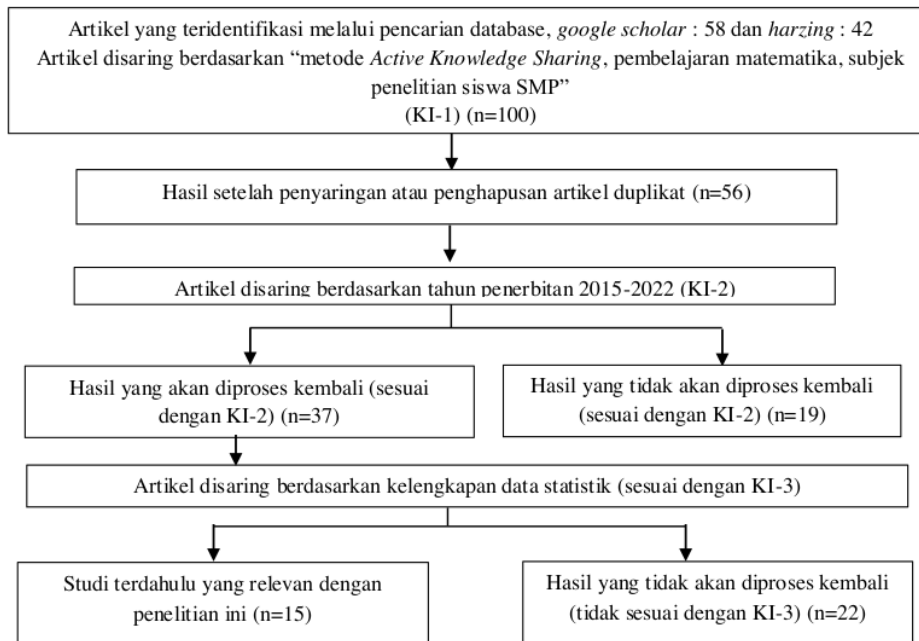 Artikel yang teridentifikasi melalui pencarian database, google scholar : 58 dan harzing : 42
Artikel disaring berdasarkan “metode Active Knowledge Sharing, pembelajaran matematika, subjek
penelitian siswa SMP”
(KI-1) (n=100)
Hasil setelah penyaringan atau penghapusan artikel duplikat (n=56)
Artikel disaring berdasarkan tahun penerbitan 2015-2022 (KI-2)
Hasil yang akan diproses kembali (sesuai
dengan KI-2) (n=37)
Hasil yang tidak akan diproses kembali
(sesuai dengan KI-2) (n=19)
Artikel disaring berdasarkan kelengkapan data statistik (sesuai dengan KI-3)
Studi terdahulu yang relevan dengan
penelitian ini (n=15)
Hasil yang tidak akan diproses kembali
(tidak sesuai dengan KI-3) (n=22)